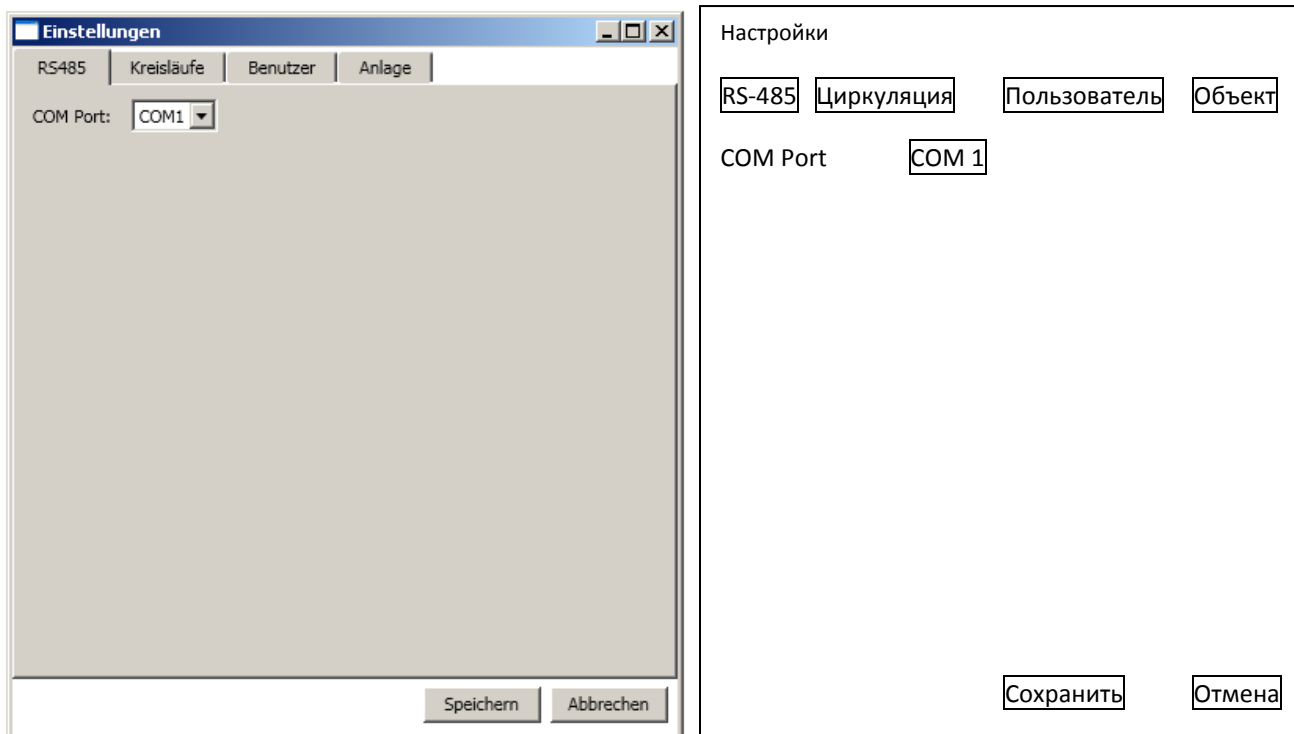 Einstellungen
RS485 Kreisläufe Benutzer Anlage
COM Port: COM1
Speichern Abbrechen
Настройки
RS-485 Циркуляция Пользователь Объект
COM Port COM 1
Сохранить Отмена